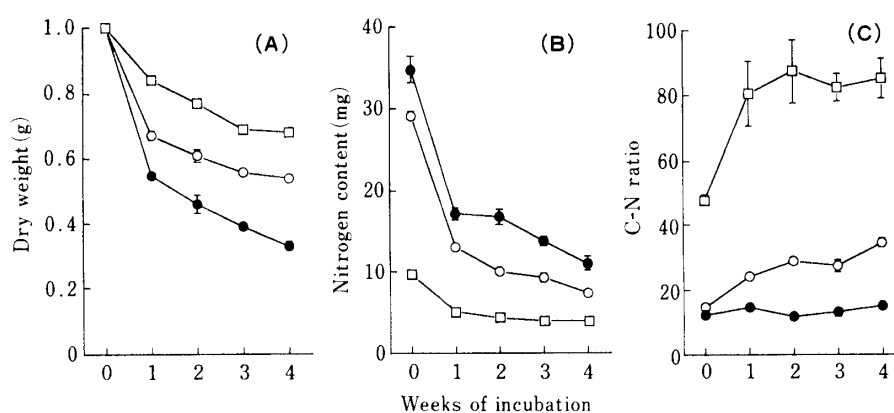 (A)
Dry weight (g)
1.0
0.8
0.6
0.4
0.2
0
0 1 2 3 4
(B)
Nitrogen content (mg)
40
30
20
10
0
0 1 2 3 4
Weeks of incubation
(C)
C-N ratio
100
80
60
40
20
0
0 1 2 3 4